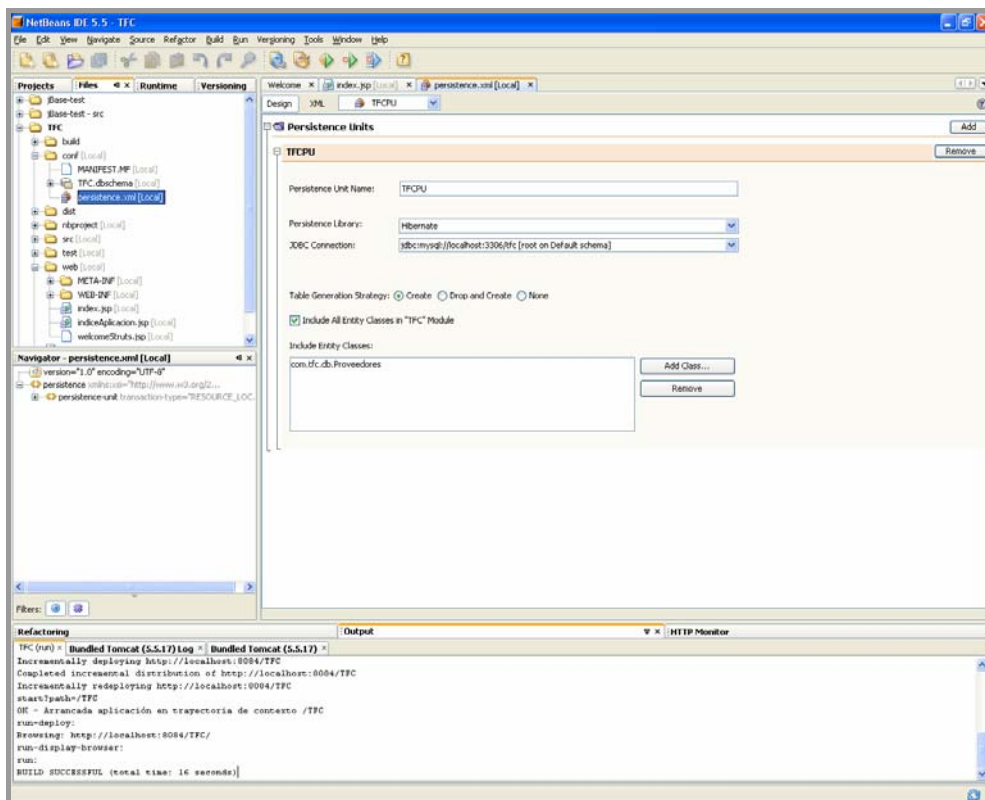 NetBeans IDE 5.5 - TFC
File Edit View Navigate Source Refactor Build Run Versioning Tools Window Help
Projects Files Runtime Versioning
Welcome index.jsp [Local] persistence.xml [Local]
Design XML TFCPU
jBase-test
jBase-test - src
TFC
build
conf [Local]
MANIFEST.MF [Local]
TFC.dbschema [Local]
persistence.xml [Local]
dist
nbproject [Local]
src [Local]
test [Local]
web [Local]
META-INF [Local]
WEB-INF [Local]
index.jsp [Local]
indiceAplicacion.jsp [Local]
welcomeStruts.jsp [Local]
Persistence Units
Add
TFCPU
Remove
Persistence Unit Name: TFCPU
Persistence Library: Hibernate
JDBC Connection: jdbc:mysql://localhost:3306/tfc [root on Default schema]
Table Generation Strategy: Create Drop and Create None
Include All Entity Classes in "TFC" Module
Include Entity Classes:
com.tfc.db.Proveedores
Add Class...
Remove
Navigator - persistence.xml [Local]
version="1.0" encoding="UTF-8"
persistence xmlns:xsi="http://www.w3.org/2...
persistence-unit transaction-type="RESOURCE_LOC.
Filters:
Refactoring Output HTTP Monitor
TFC (run) Bundled Tomcat (5.5.17) Log Bundled Tomcat (5.5.17)
Incrementally deploying http://localhost:8084/TFC
Completed incremental distribution of http://localhost:8084/TFC
Incrementally redeploying http://localhost:8084/TFC
start?path=/TFC
OK - Arrancada aplicación en trayectoria de contexto /TFC
run-deploy:
Browsing: http://localhost:8084/TFC/
run-display-browser:
run:
BUILD SUCCESSFUL (total time: 16 seconds)